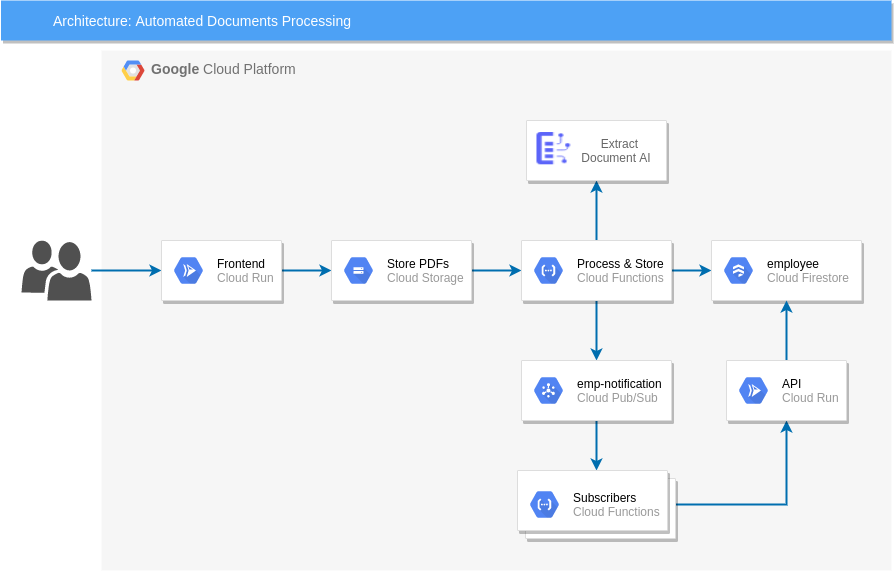 Architecture: Automated Documents Processing
Google Cloud Platform
Extract
Document AI
Frontend
Cloud Run
Store PDFs
Cloud Storage
Process & Store
Cloud Functions
employee
Cloud Firestore
emp-notification
Cloud Pub/Sub
API
Cloud Run
Subscribers
Cloud Functions